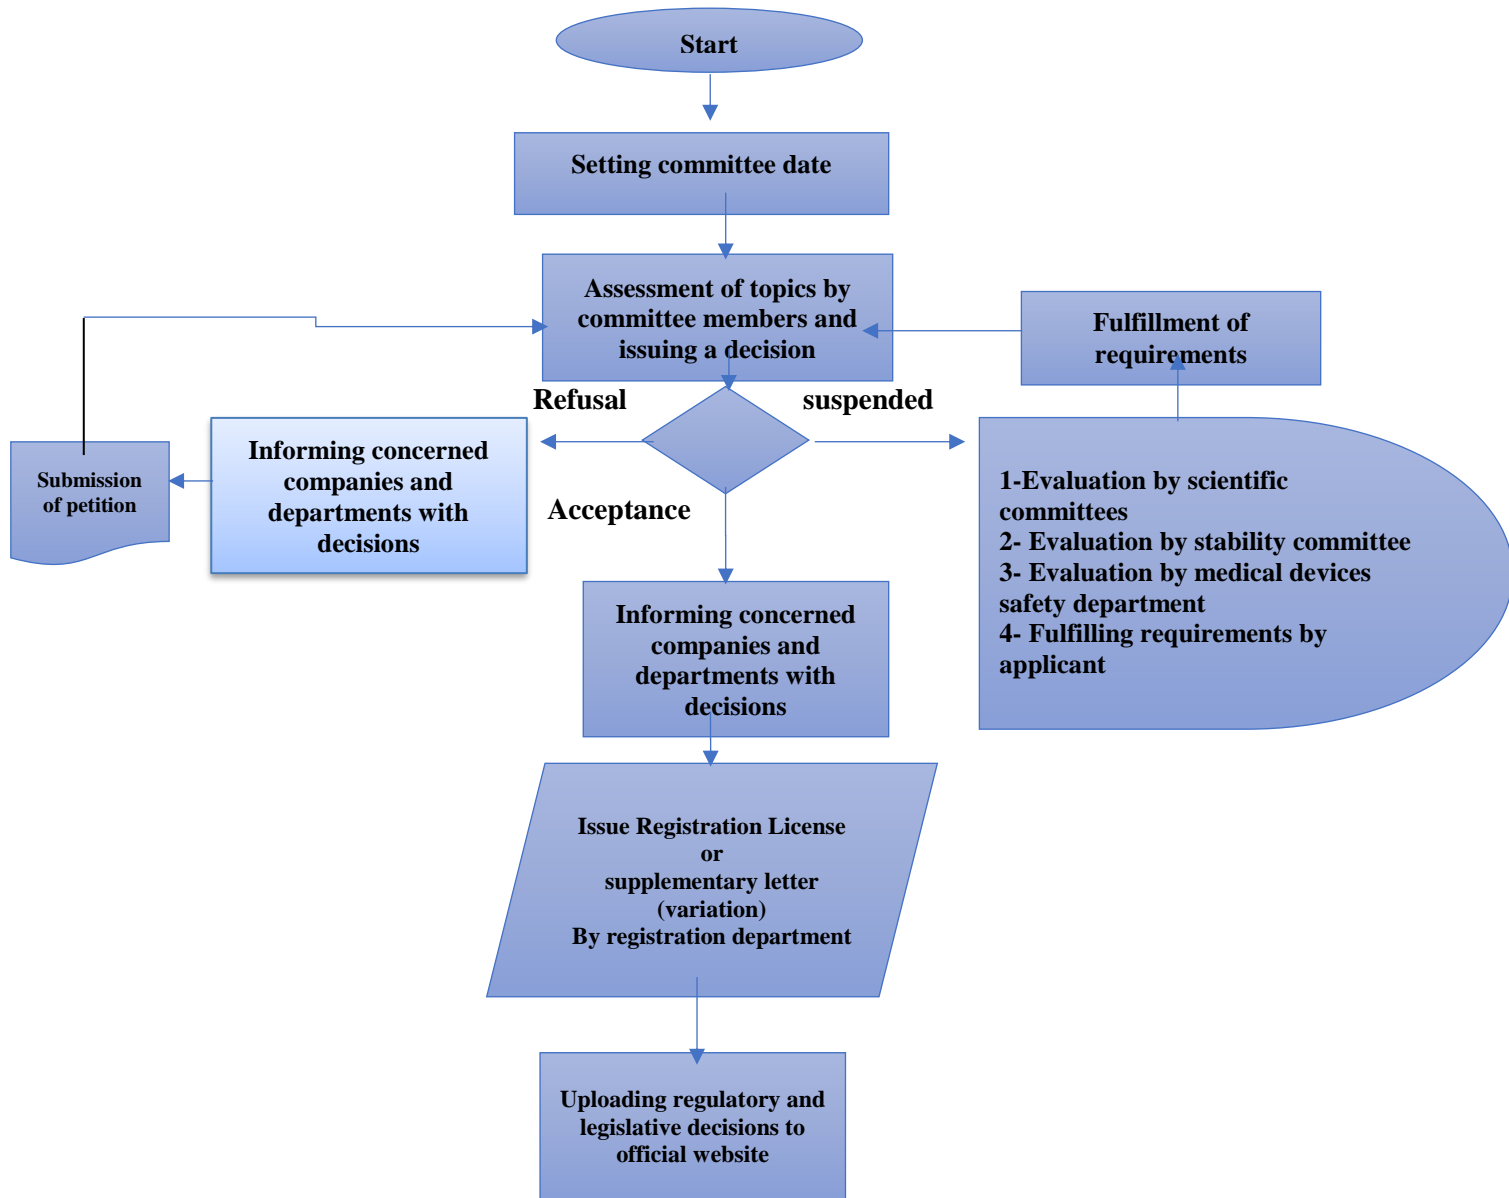 Start
Setting committee date
Assessment of topics by
committee members and
issuing a decision
Fulfillment of
requirements
Refusal
suspended
Submission
of petition
Informing concerned
companies and
departments with
decisions
Acceptance
1-Evaluation by scientific
committees
2- Evaluation by stability committee
3- Evaluation by medical devices
safety department
4- Fulfilling requirements by
applicant
Informing concerned
companies and
departments with
decisions
Issue Registration License
or
supplementary letter
(variation)
By registration department
Uploading regulatory and
legislative decisions to
official website